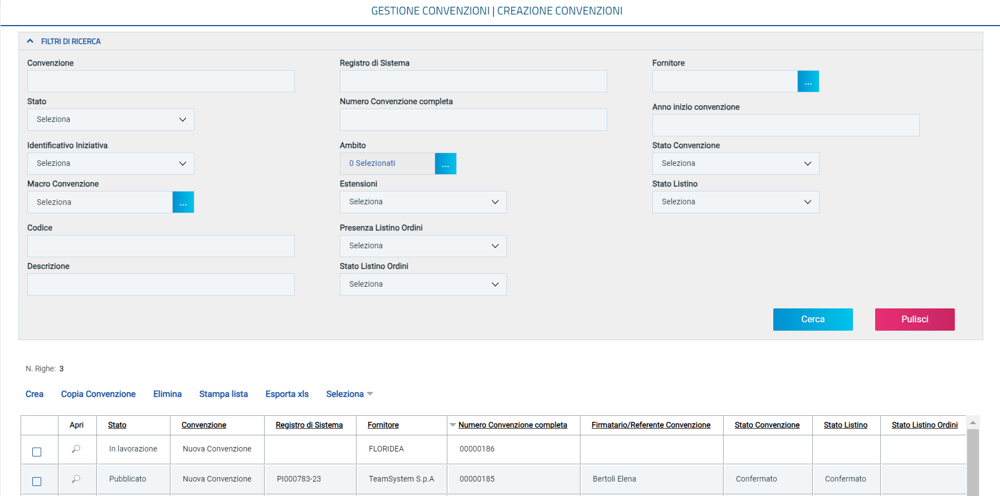 GESTIONE CONVENZIONI | CREAZIONE CONVENZIONI
FILTRI DI RICERCA
Convenzione
Registro di Sistema
Fornitore
...
Stato
Numero Convenzione completa
Anno inizio convenzione
Seleziona
Identificativo Iniziativa
Ambito
Stato Convenzione
Seleziona
0 Selezionati
...
Seleziona
Macro Convenzione
Estensioni
Stato Listino
Seleziona
...
Seleziona
Seleziona
Codice
Presenza Listino Ordini
Seleziona
Descrizione
Stato Listino Ordini
Seleziona
Cerca
Pulisci
N. Righe: 3
Crea Copia Convenzione Elimina Stampa lista Esporta xls Seleziona
Apri Stato Convenzione Registro di Sistema Fornitore Numero Convenzione completa Firmatario/Referente Convenzione Stato Convenzione Stato Listino Stato Listino Ordini
In lavorazione Nuova Convenzione FLORIDEA 00000186
Pubblicato Nuova Convenzione PI000783-23 TeamSystem S.p.A 00000185 Bertoli Elena Confermato Confermato